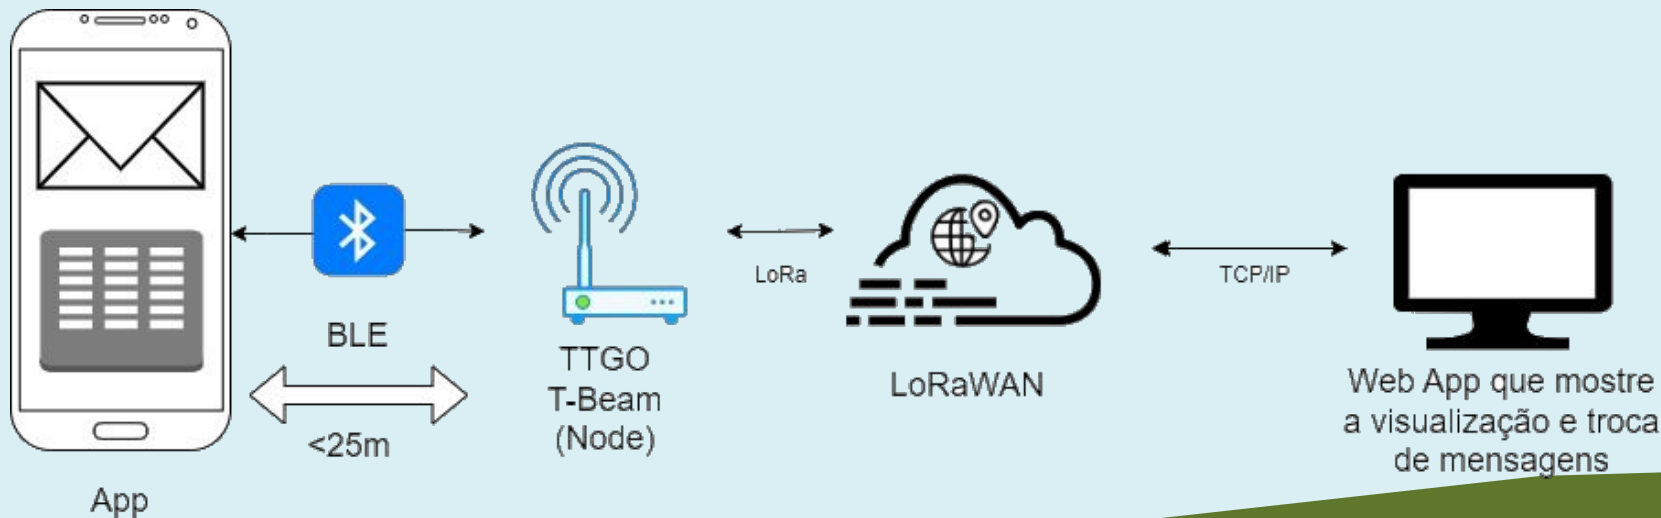 BLE
<25m
App
TTGO
T-Beam
(Node)
LoRa
LoRaWAN
TCP/IP
Web App que mostre
a visualização e troca
de mensagens